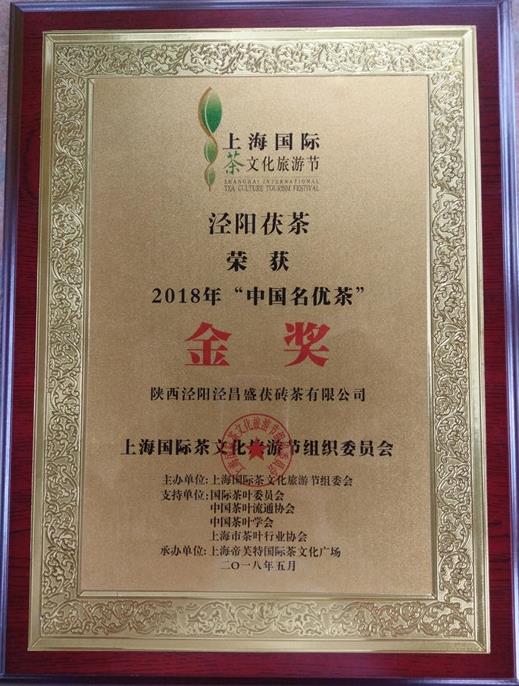 上海国际
茶文化旅游节
SHANGHAI INTERNATIONAL
TEA CULTURE TOURISM FESTIVAL
泾阳茯茶
荣 获
2018年“中国名优茶”
金 奖
陕西泾阳泾昌盛茯砖茶有限公司
上海国际茶文化旅游节组织委员会
主办单位:上海国际茶文化旅游节组委会
支持单位:国际茶叶委员会
中国茶叶流通协会
中国茶叶学会
上海市茶叶行业协会
承办单位:上海帝芙特国际茶文化广场
二〇一八年五月